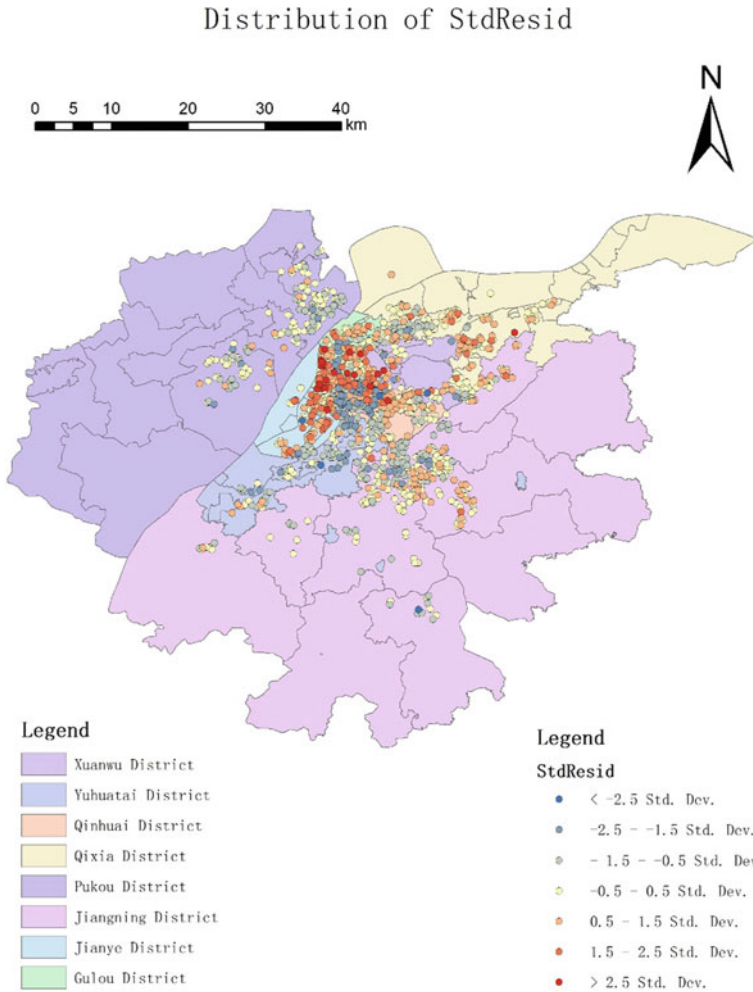 Distribution of StdResid
N
0 5 10 20 30 40
km
Legend
Xuanwu District
Yuhuatai District
Qinhuai District
Qixia District
Pukou District
Jiangning District
Jianye District
Gulou District
Legend
StdResid
< -2.5 Std. Dev.
-2.5 - -1.5 Std. Dev.
- 1.5 - -0.5 Std. Dev.
-0.5 - 0.5 Std. Dev.
0.5 - 1.5 Std. Dev.
1.5 - 2.5 Std. Dev.
> 2.5 Std. Dev.